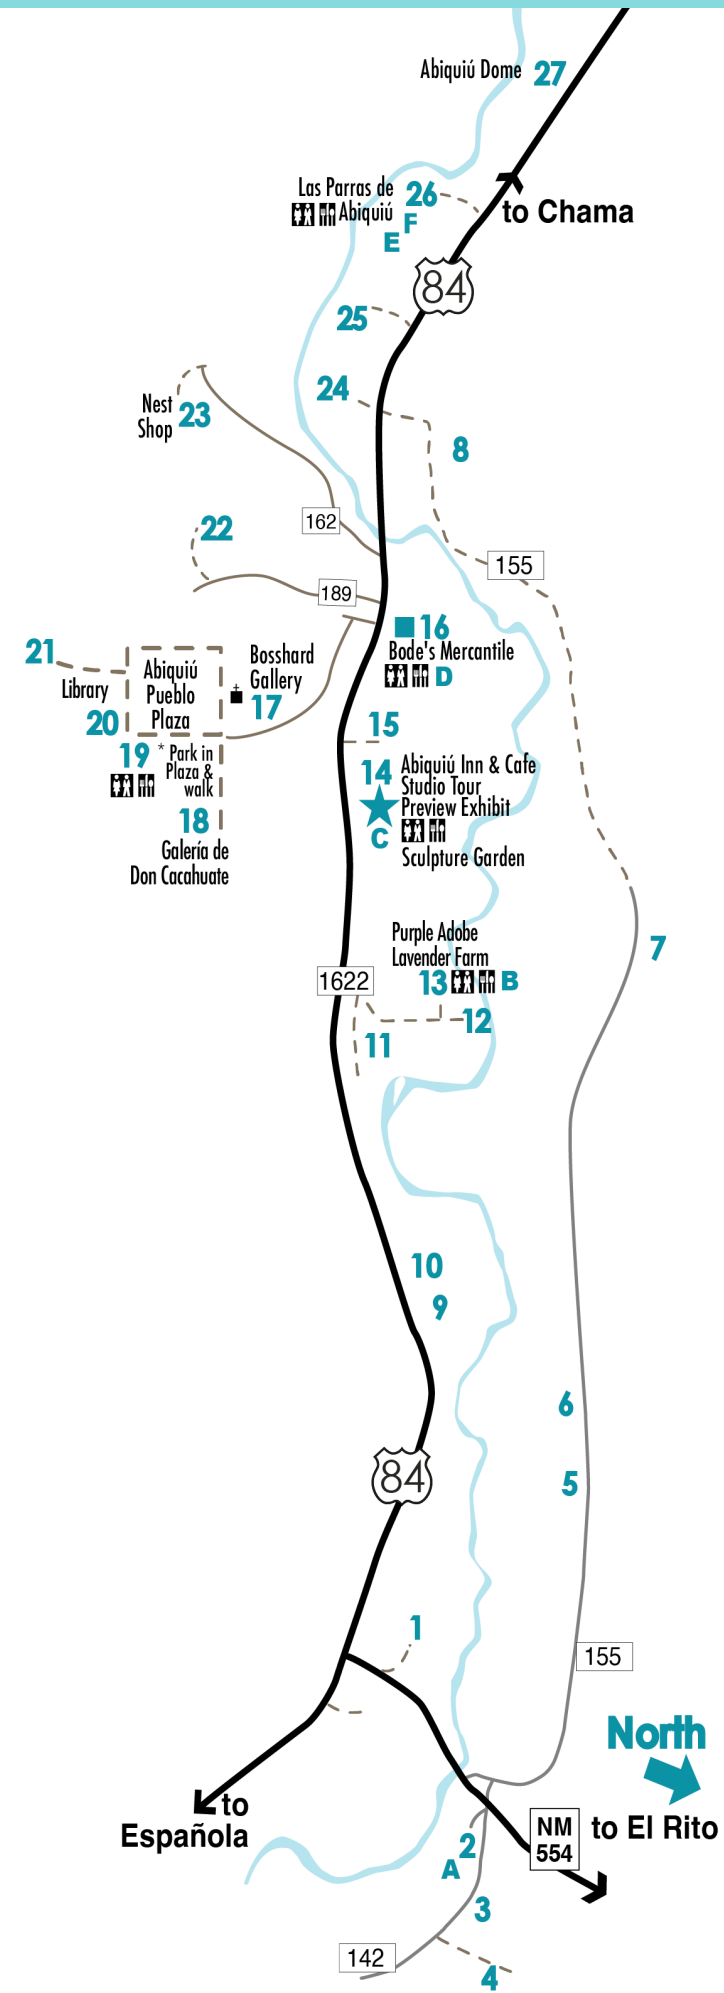 Abiquiú Dome 27
Las Parras de 26
Abiquiú F
E
to Chama
84
25
24
Nest
Shop 23
8
162
22
155
189
16
Bode's Mercantile
D
21
Library
20
Abiquiú
Pueblo
Plaza
Bosshard
Gallery
17
19 * Park in
Plaza &
walk
18
Galería de
Don Cacahuate
15
14 Abiquiú Inn & Cafe
Studio Tour
Preview Exhibit
C
Sculpture Garden
Purple Adobe
Lavender Farm
13 B
7
1622
12
11
10
9
6
84
5
1
155
North
to
Española
NM
554
to El Rito
2
A
3
142
4